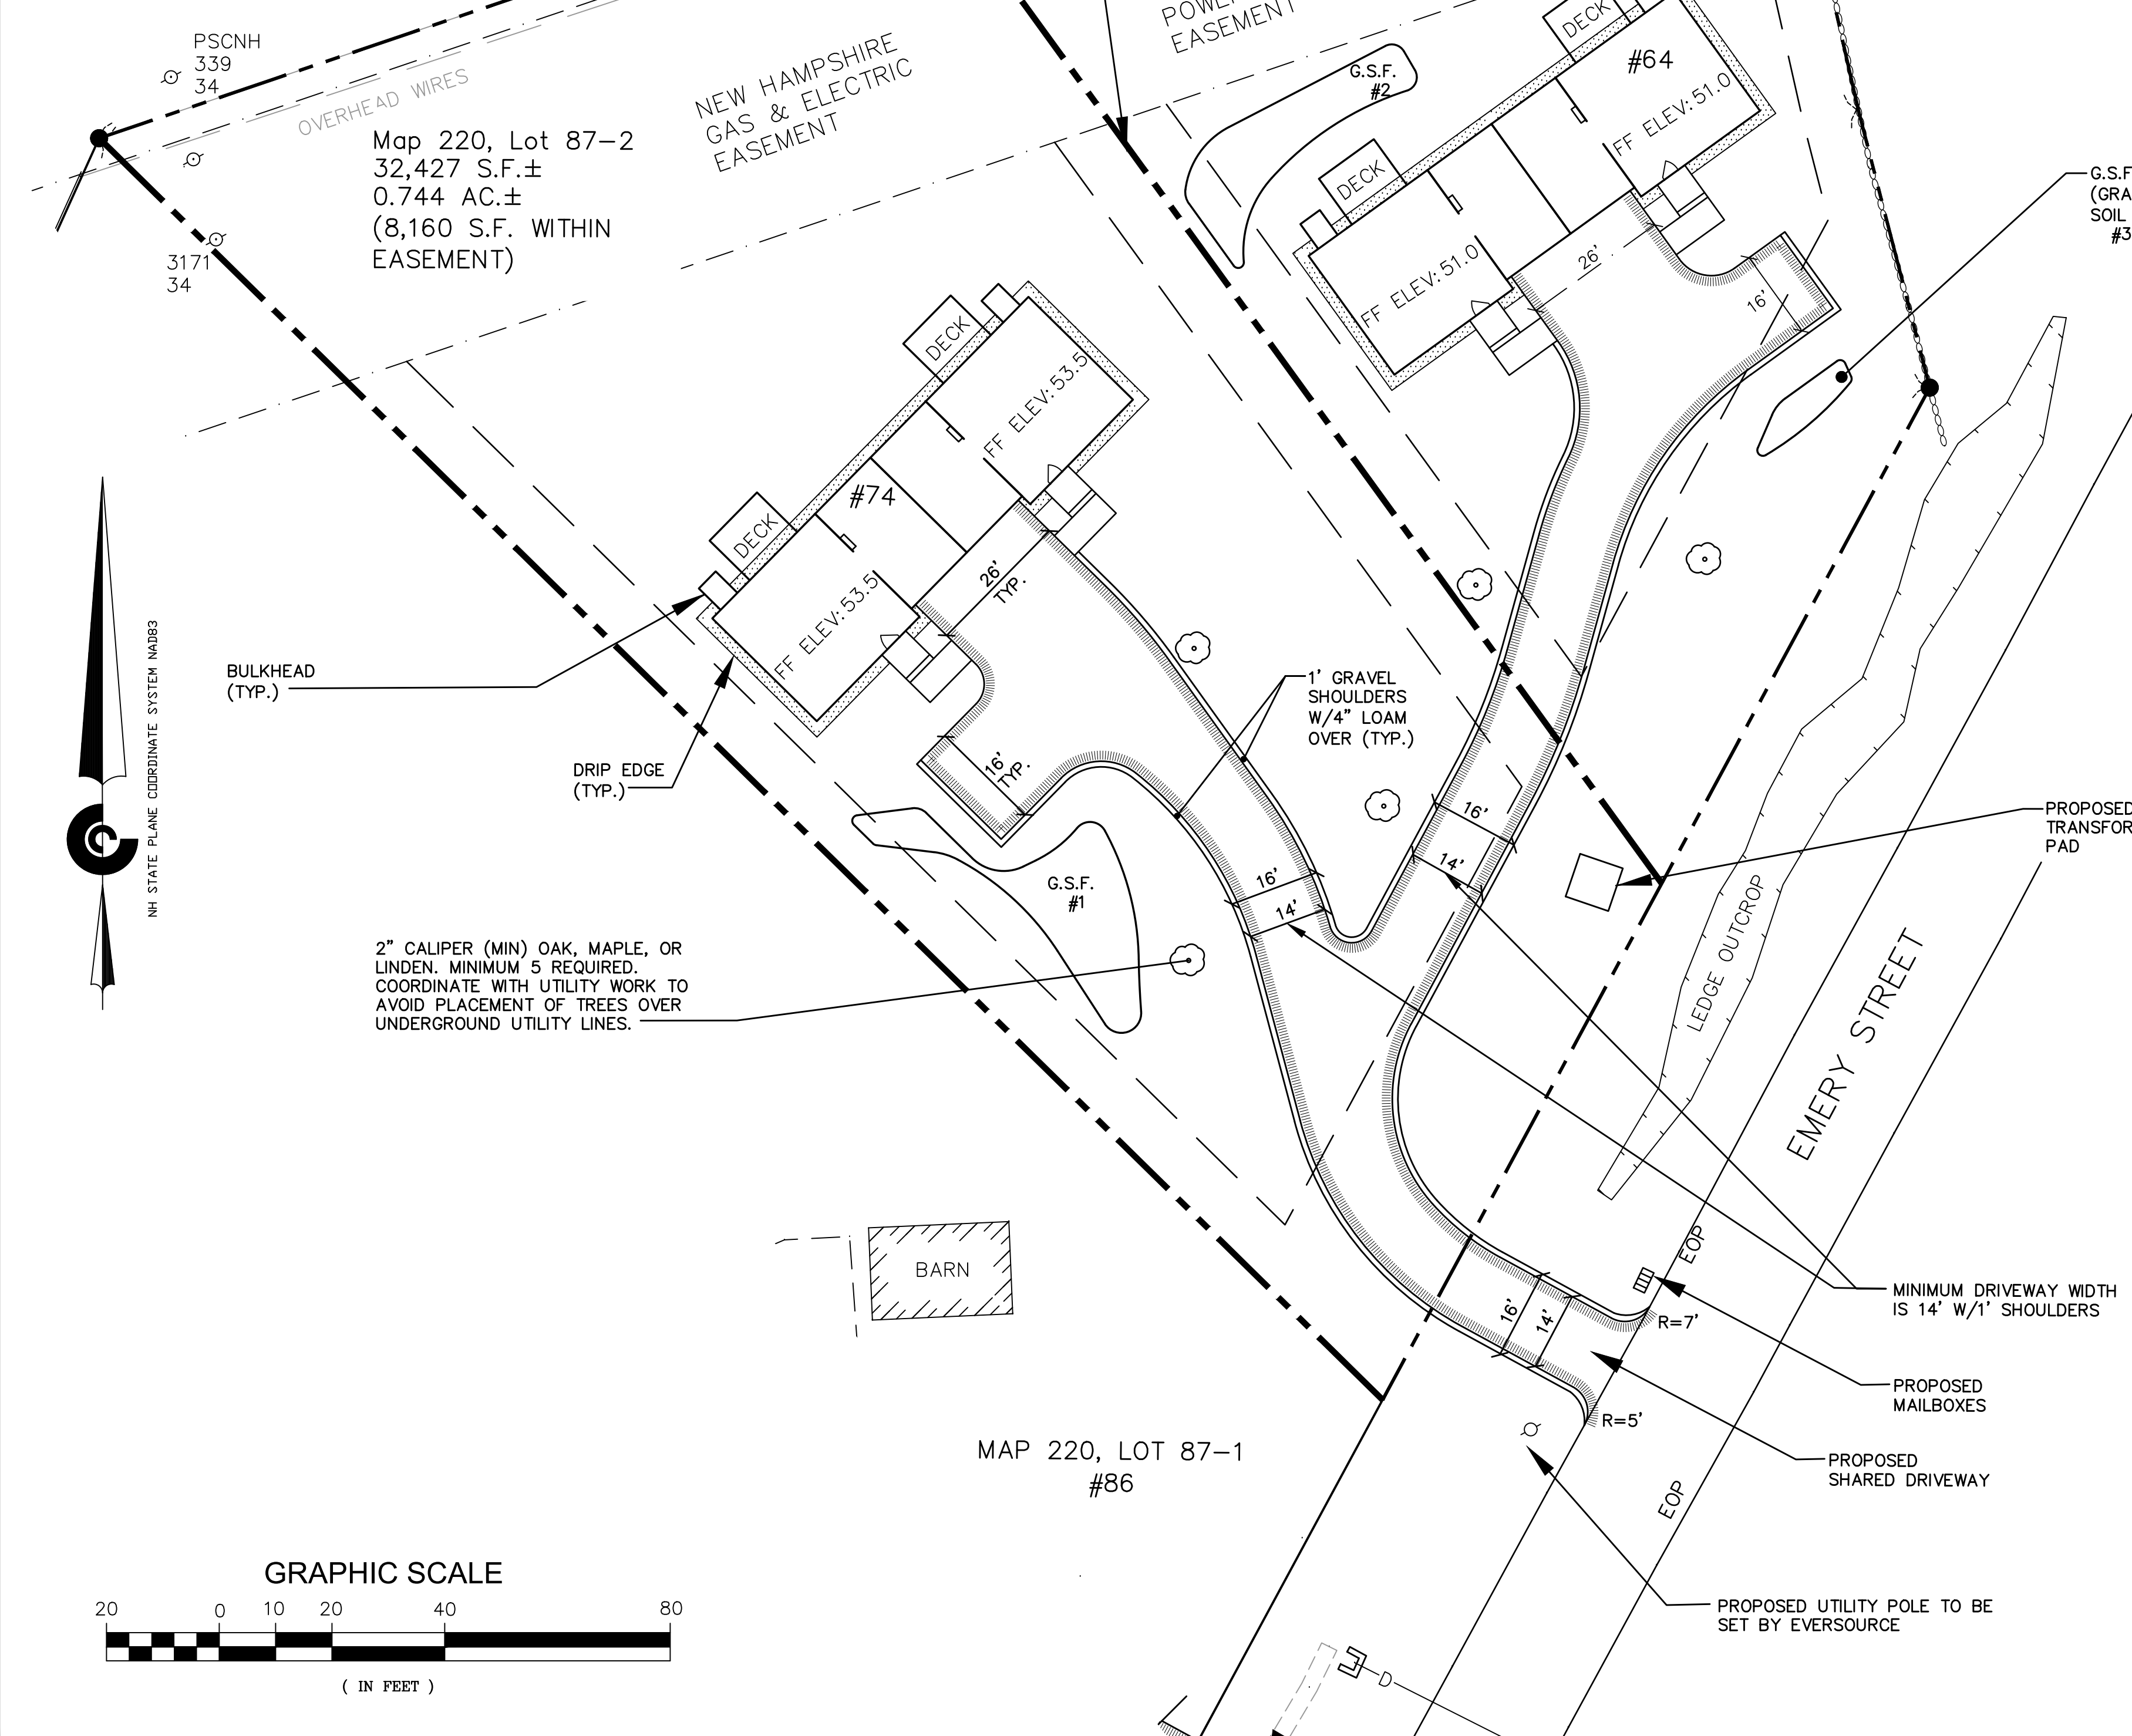 PSCNH
339
34
OVERHEAD WIRES
Map 220, Lot 87-2
32,427 S.F.±
0.744 AC.±
(8,160 S.F. WITHIN
EASEMENT)
3171
34
NEW HAMPSHIRE
GAS & ELECTRIC
EASEMENT
EASEMENT
G.S.F.
#2
DECK
#64
FF ELEV: 51.0
DECK
FF ELEV: 51.0
26'
16'
#3
SOIL
DECK
FF ELEV: 53.5
#74
DECK
FF ELEV: 53.5
26'
TYP.
16'
TYP.
BULKHEAD
(TYP.)
DRIP EDGE
(TYP.)
NH STATE PLANE COORDINATE SYSTEM NAD83
1' GRAVEL
SHOULDERS
W/4" LOAM
OVER (TYP.)
16'
14'
16'
14'
G.S.F.
#1
PROPOSED
PAD
LEDGE OUTCROP
EMERY STREET
2" CALIPER (MIN) OAK, MAPLE, OR
LINDEN. MINIMUM 5 REQUIRED.
COORDINATE WITH UTILITY WORK TO
AVOID PLACEMENT OF TREES OVER
UNDERGROUND UTILITY LINES.
BARN
EOP
16'
14'
R=7'
R=5'
MINIMUM DRIVEWAY WIDTH
IS 14' W/1' SHOULDERS
PROPOSED
MAILBOXES
PROPOSED
SHARED DRIVEWAY
EOP
MAP 220, LOT 87-1
#86
PROPOSED UTILITY POLE TO BE
SET BY EVERSOURCE
GRAPHIC SCALE
20 0 10 20 40 80
( IN FEET )